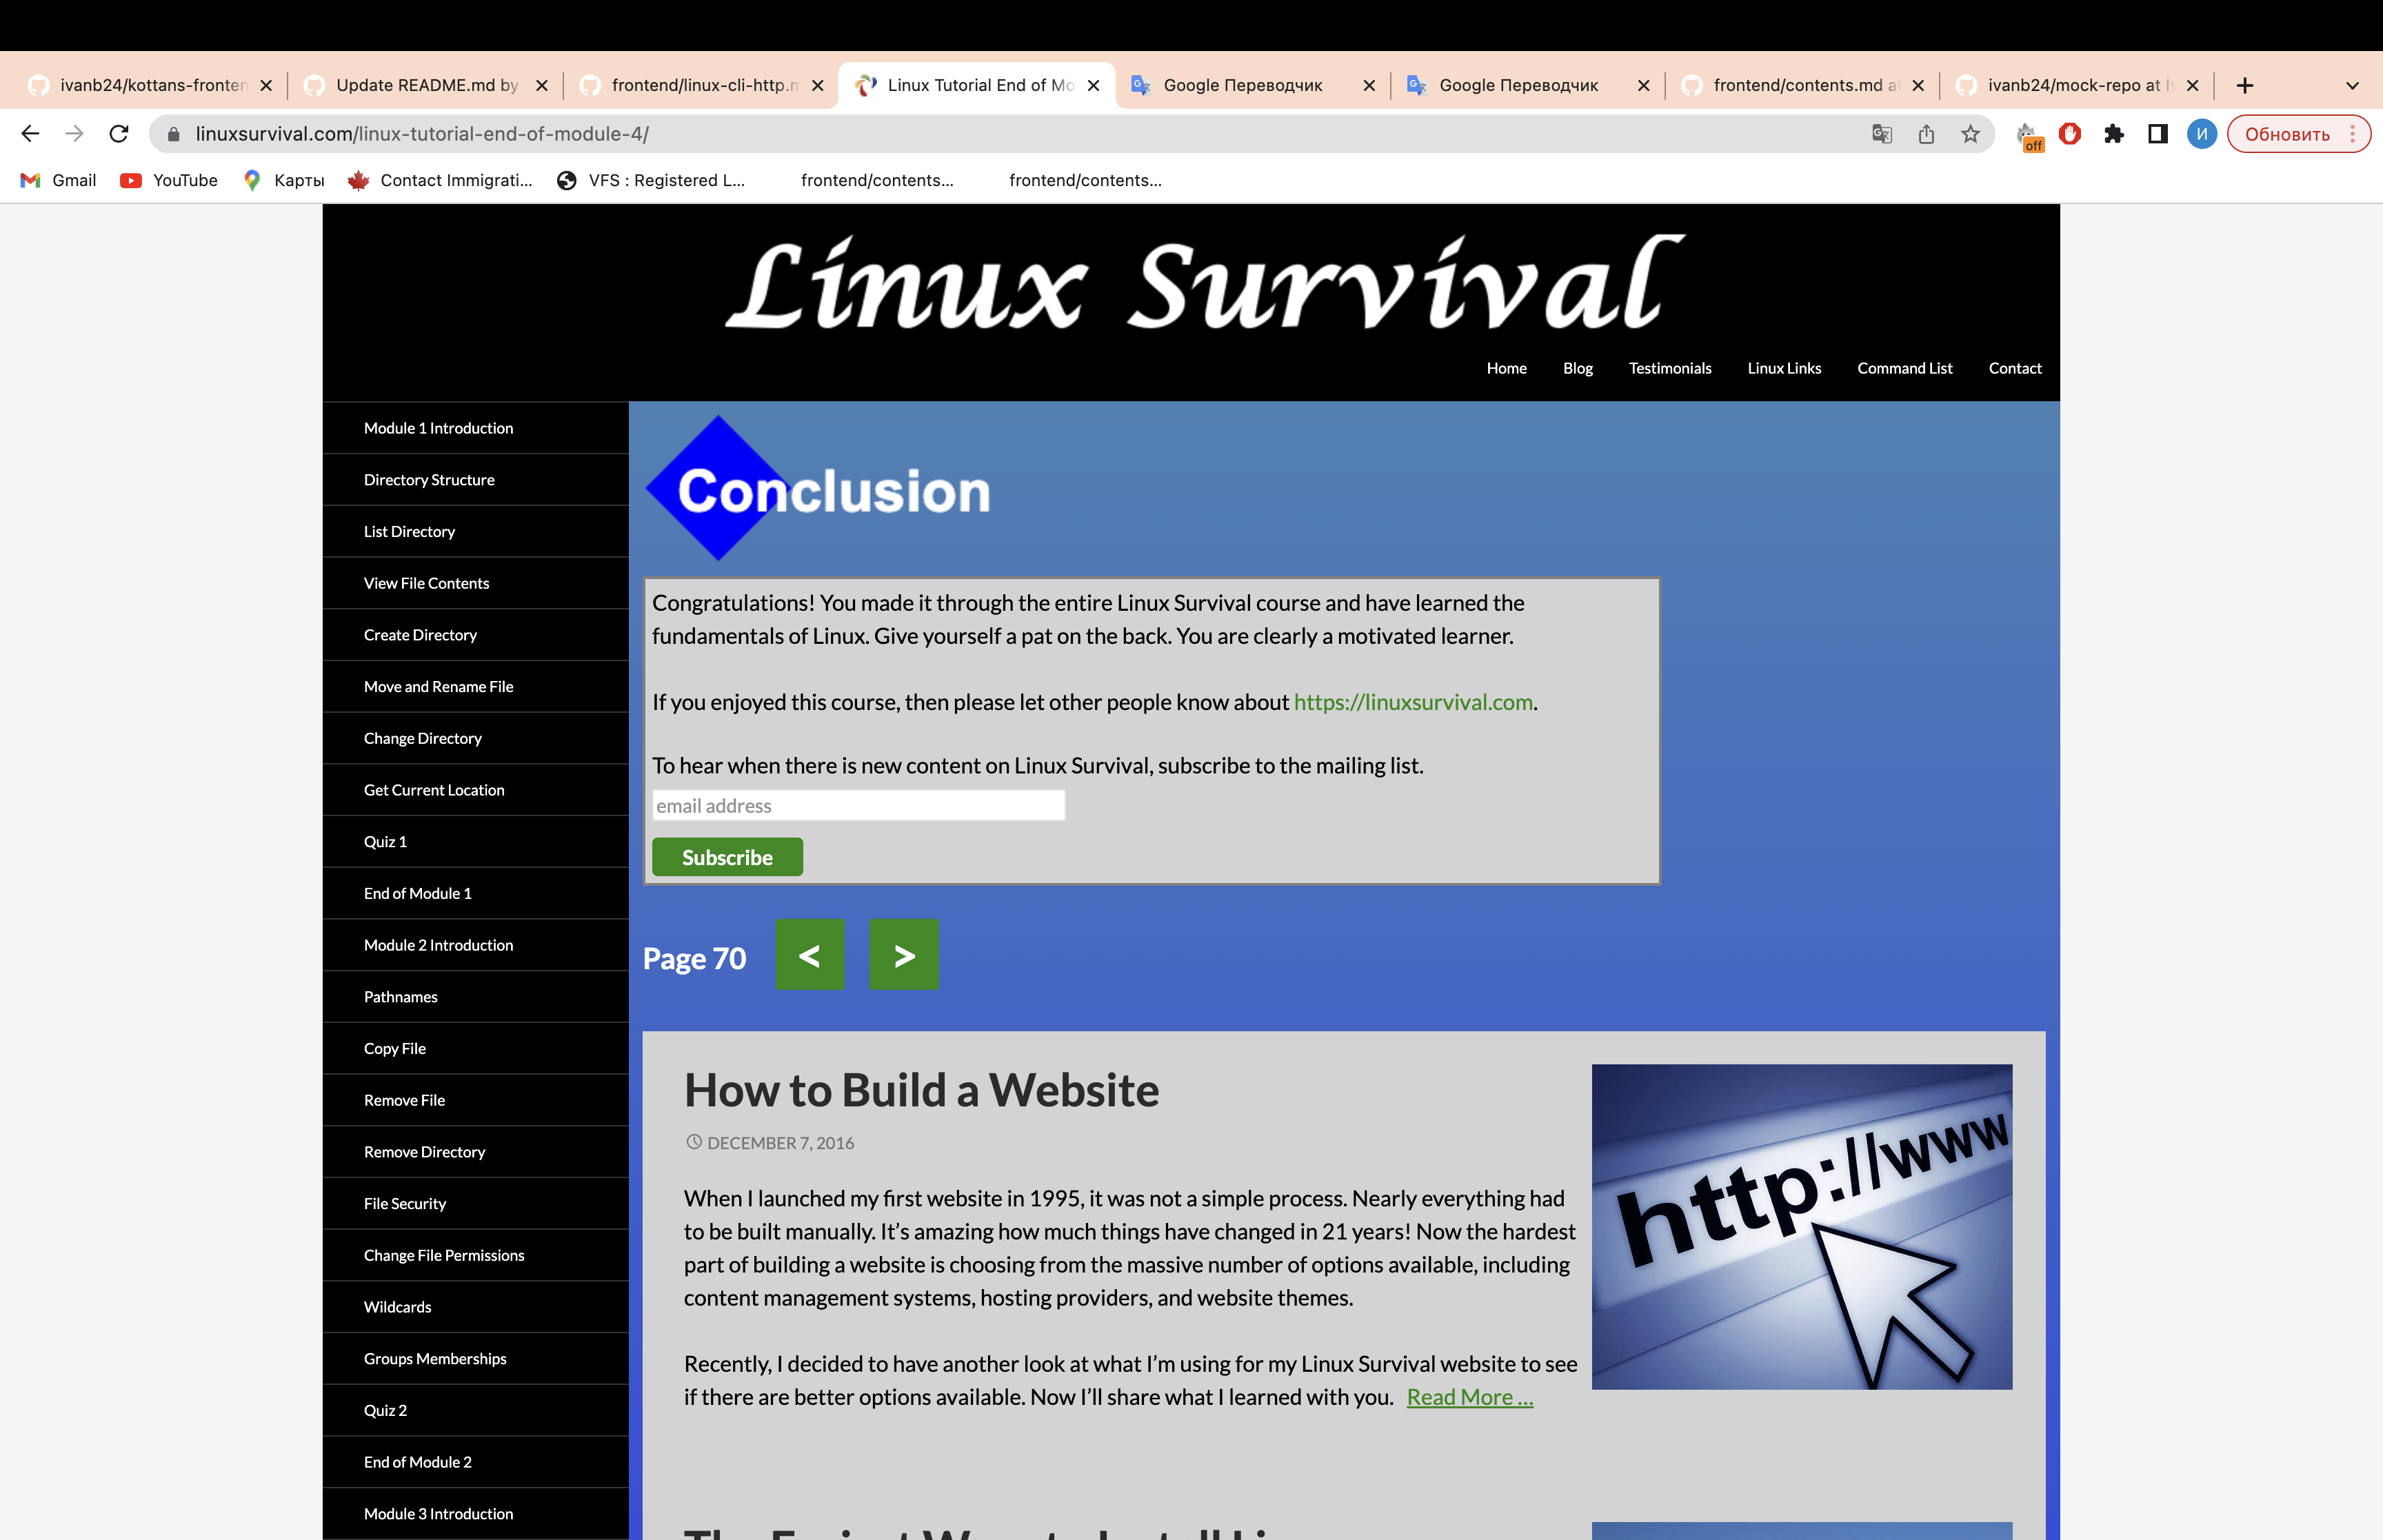 ivanb24/kottans-fronten
Update README.md by
frontend/linux-cli-http.m
Linux Tutorial End of Mo
Google Переводчик
Google Переводчик
frontend/contents.md at
ivanb24/mock-repo at
linuxsurvival.com/linux-tutorial-end-of-module-4/
off
И
Обновить
Gmail
YouTube
Карты
Contact Immigrati...
VFS : Registered L...
frontend/contents...
frontend/contents...
Linux Survival
Home
Blog
Testimonials
Linux Links
Command List
Contact
Module 1 Introduction
Directory Structure
List Directory
View File Contents
Create Directory
Move and Rename File
Change Directory
Get Current Location
Quiz 1
End of Module 1
Module 2 Introduction
Pathnames
Copy File
Remove File
Remove Directory
File Security
Change File Permissions
Wildcards
Groups Memberships
Quiz 2
End of Module 2
Module 3 Introduction
Conclusion
Congratulations! You made it through the entire Linux Survival course and have learned the
fundamentals of Linux. Give yourself a pat on the back. You are clearly a motivated learner.
If you enjoyed this course, then please let other people know about https://linuxsurvival.com.
To hear when there is new content on Linux Survival, subscribe to the mailing list.
email address
Subscribe
Page 70
<
>
How to Build a Website
DECEMBER 7, 2016
When I launched my first website in 1995, it was not a simple process. Nearly everything had
to be built manually. It’s amazing how much things have changed in 21 years! Now the hardest
part of building a website is choosing from the massive number of options available, including
content management systems, hosting providers, and website themes.
Recently, I decided to have another look at what I’m using for my Linux Survival website to see
if there are better options available. Now I’ll share what I learned with you. Read More ...
http://www